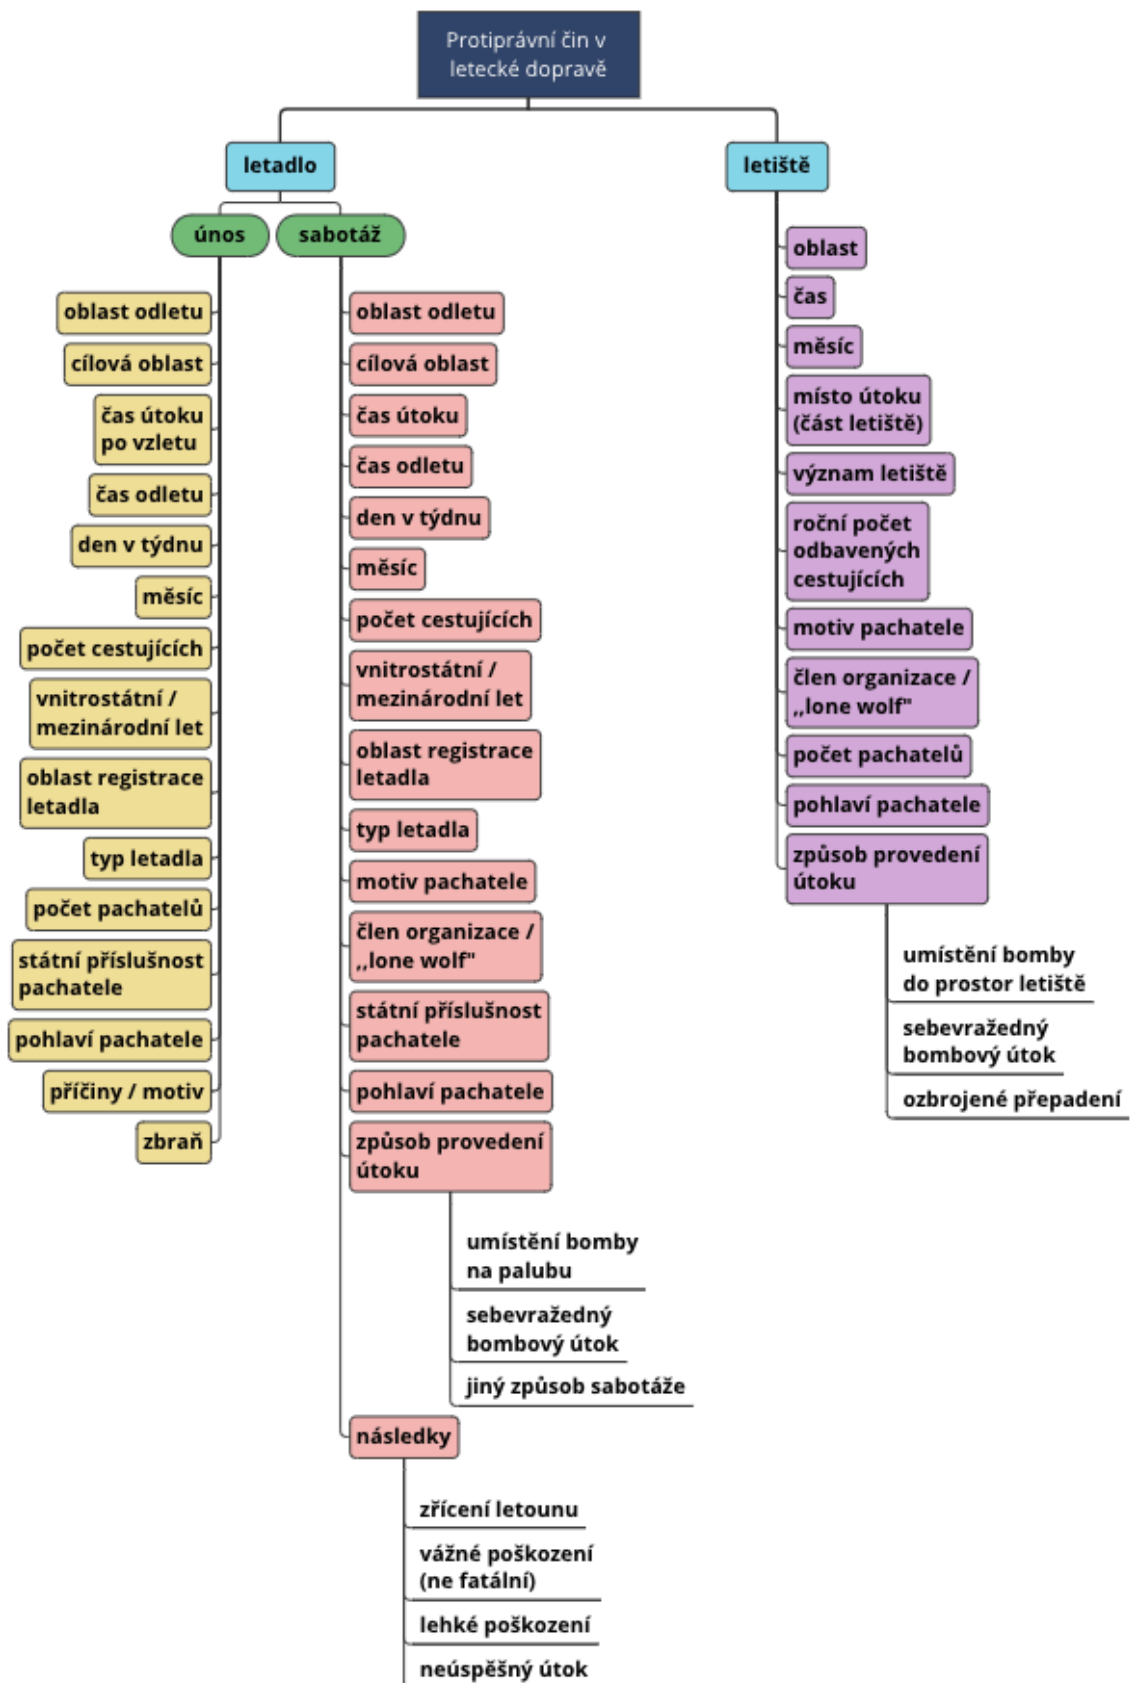 Protiprávní čin v
letecké dopravě
letadlo
letiště
únos
sabotáž
oblast odletu
cílová oblast
čas útoku
po vzletu
čas odletu
den v týdnu
měsíc
počet cestujících
vnitrostátní /
mezinárodní let
oblast registrace
letadla
typ letadla
počet pachatelů
státní příslušnost
pachatele
pohlaví pachatele
příčiny / motiv
zbraň
oblast odletu
cílová oblast
čas útoku
čas odletu
den v týdnu
měsíc
počet cestujících
vnitrostátní /
mezinárodní let
oblast registrace
letadla
typ letadla
motiv pachatele
člen organizace /
,,lone wolf"
státní příslušnost
pachatele
pohlaví pachatele
způsob provedení
útoku
umístění bomby
na palubu
sebevražedný
bombový útok
jiný způsob sabotáže
následky
zřícení letounu
vážné poškození
(ne fatální)
lehké poškození
neúspěšný útok
oblast
čas
měsíc
místo útoku
(část letiště)
význam letiště
roční počet
odbavených
cestujících
motiv pachatele
člen organizace /
,,lone wolf"
počet pachatelů
pohlaví pachatele
způsob provedení
útoku
umístění bomby
do prostor letiště
sebevražedný
bombový útok
ozbrojené přepadení